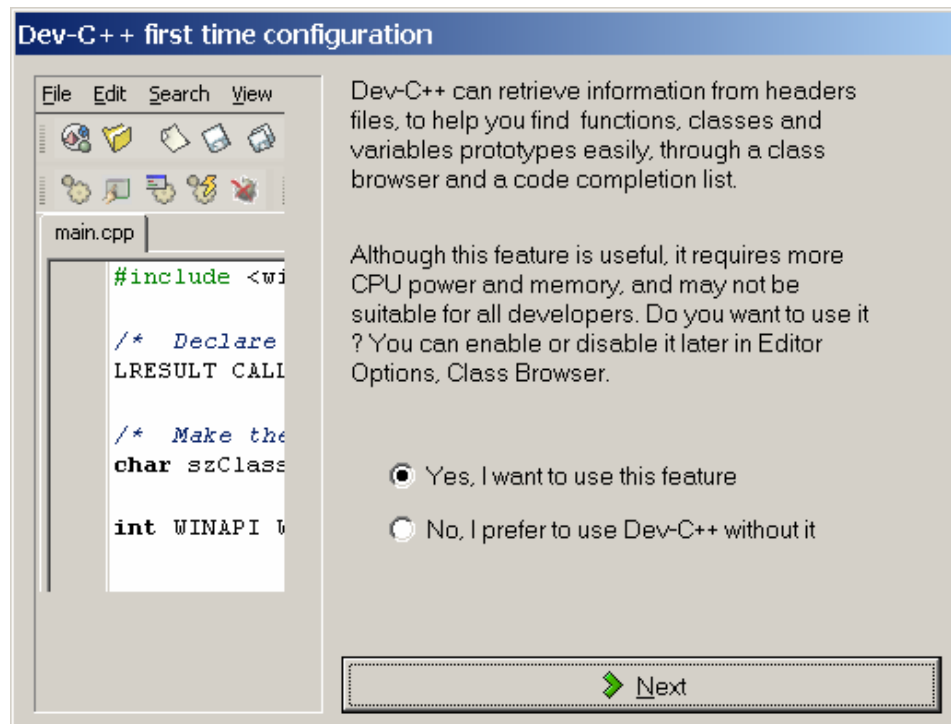 Dev-C++ first time configuration
File Edit Search View
main.cpp
#include <wi
/* Declare
LRESULT CALL
/* Make the
char szClass
int WINAPI W
Dev-C++ can retrieve information from headers
files, to help you find functions, classes and
variables prototypes easily, through a class
browser and a code completion list.
Although this feature is useful, it requires more
CPU power and memory, and may not be
suitable for all developers. Do you want to use it
? You can enable or disable it later in Editor
Options, Class Browser.
Yes, I want to use this feature
No, I prefer to use Dev-C++ without it
Next